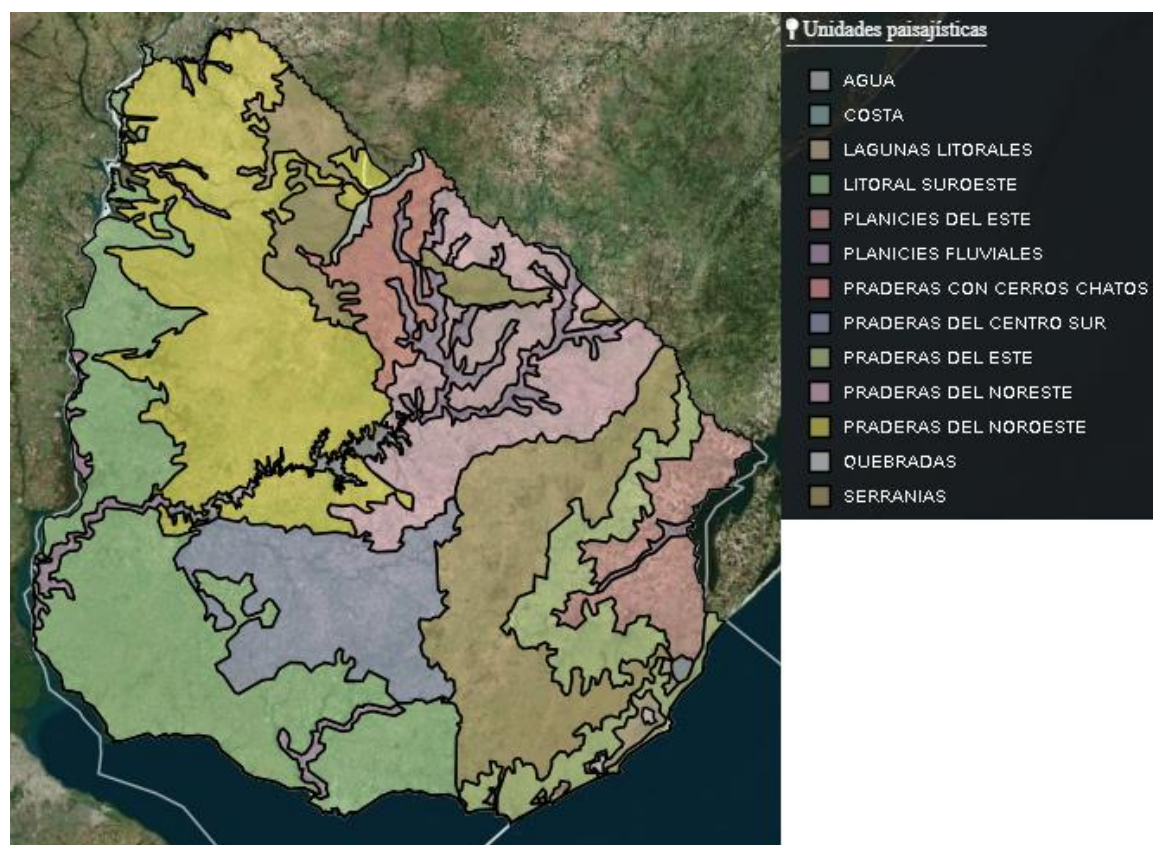 Unidades paisajísticas
AGUA
COSTA
LAGUNAS LITORALES
LITORAL SUROESTE
PLANICIES DEL ESTE
PLANICIES FLUVIALES
PRADERAS CON CERROS CHATOS
PRADERAS DEL CENTRO SUR
PRADERAS DEL ESTE
PRADERAS DEL NORESTE
PRADERAS DEL NOROESTE
QUEBRADAS
SERRANIAS